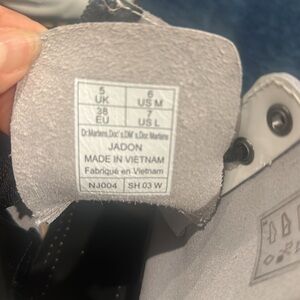 5 UK 6 US M
38 EU 7 US L
Dr.Martens,Doc's,DM's,Doc Martens
JADON
MADE IN VIETNAM
Fabriqué en Vietnam
NJ004 SH 03 W